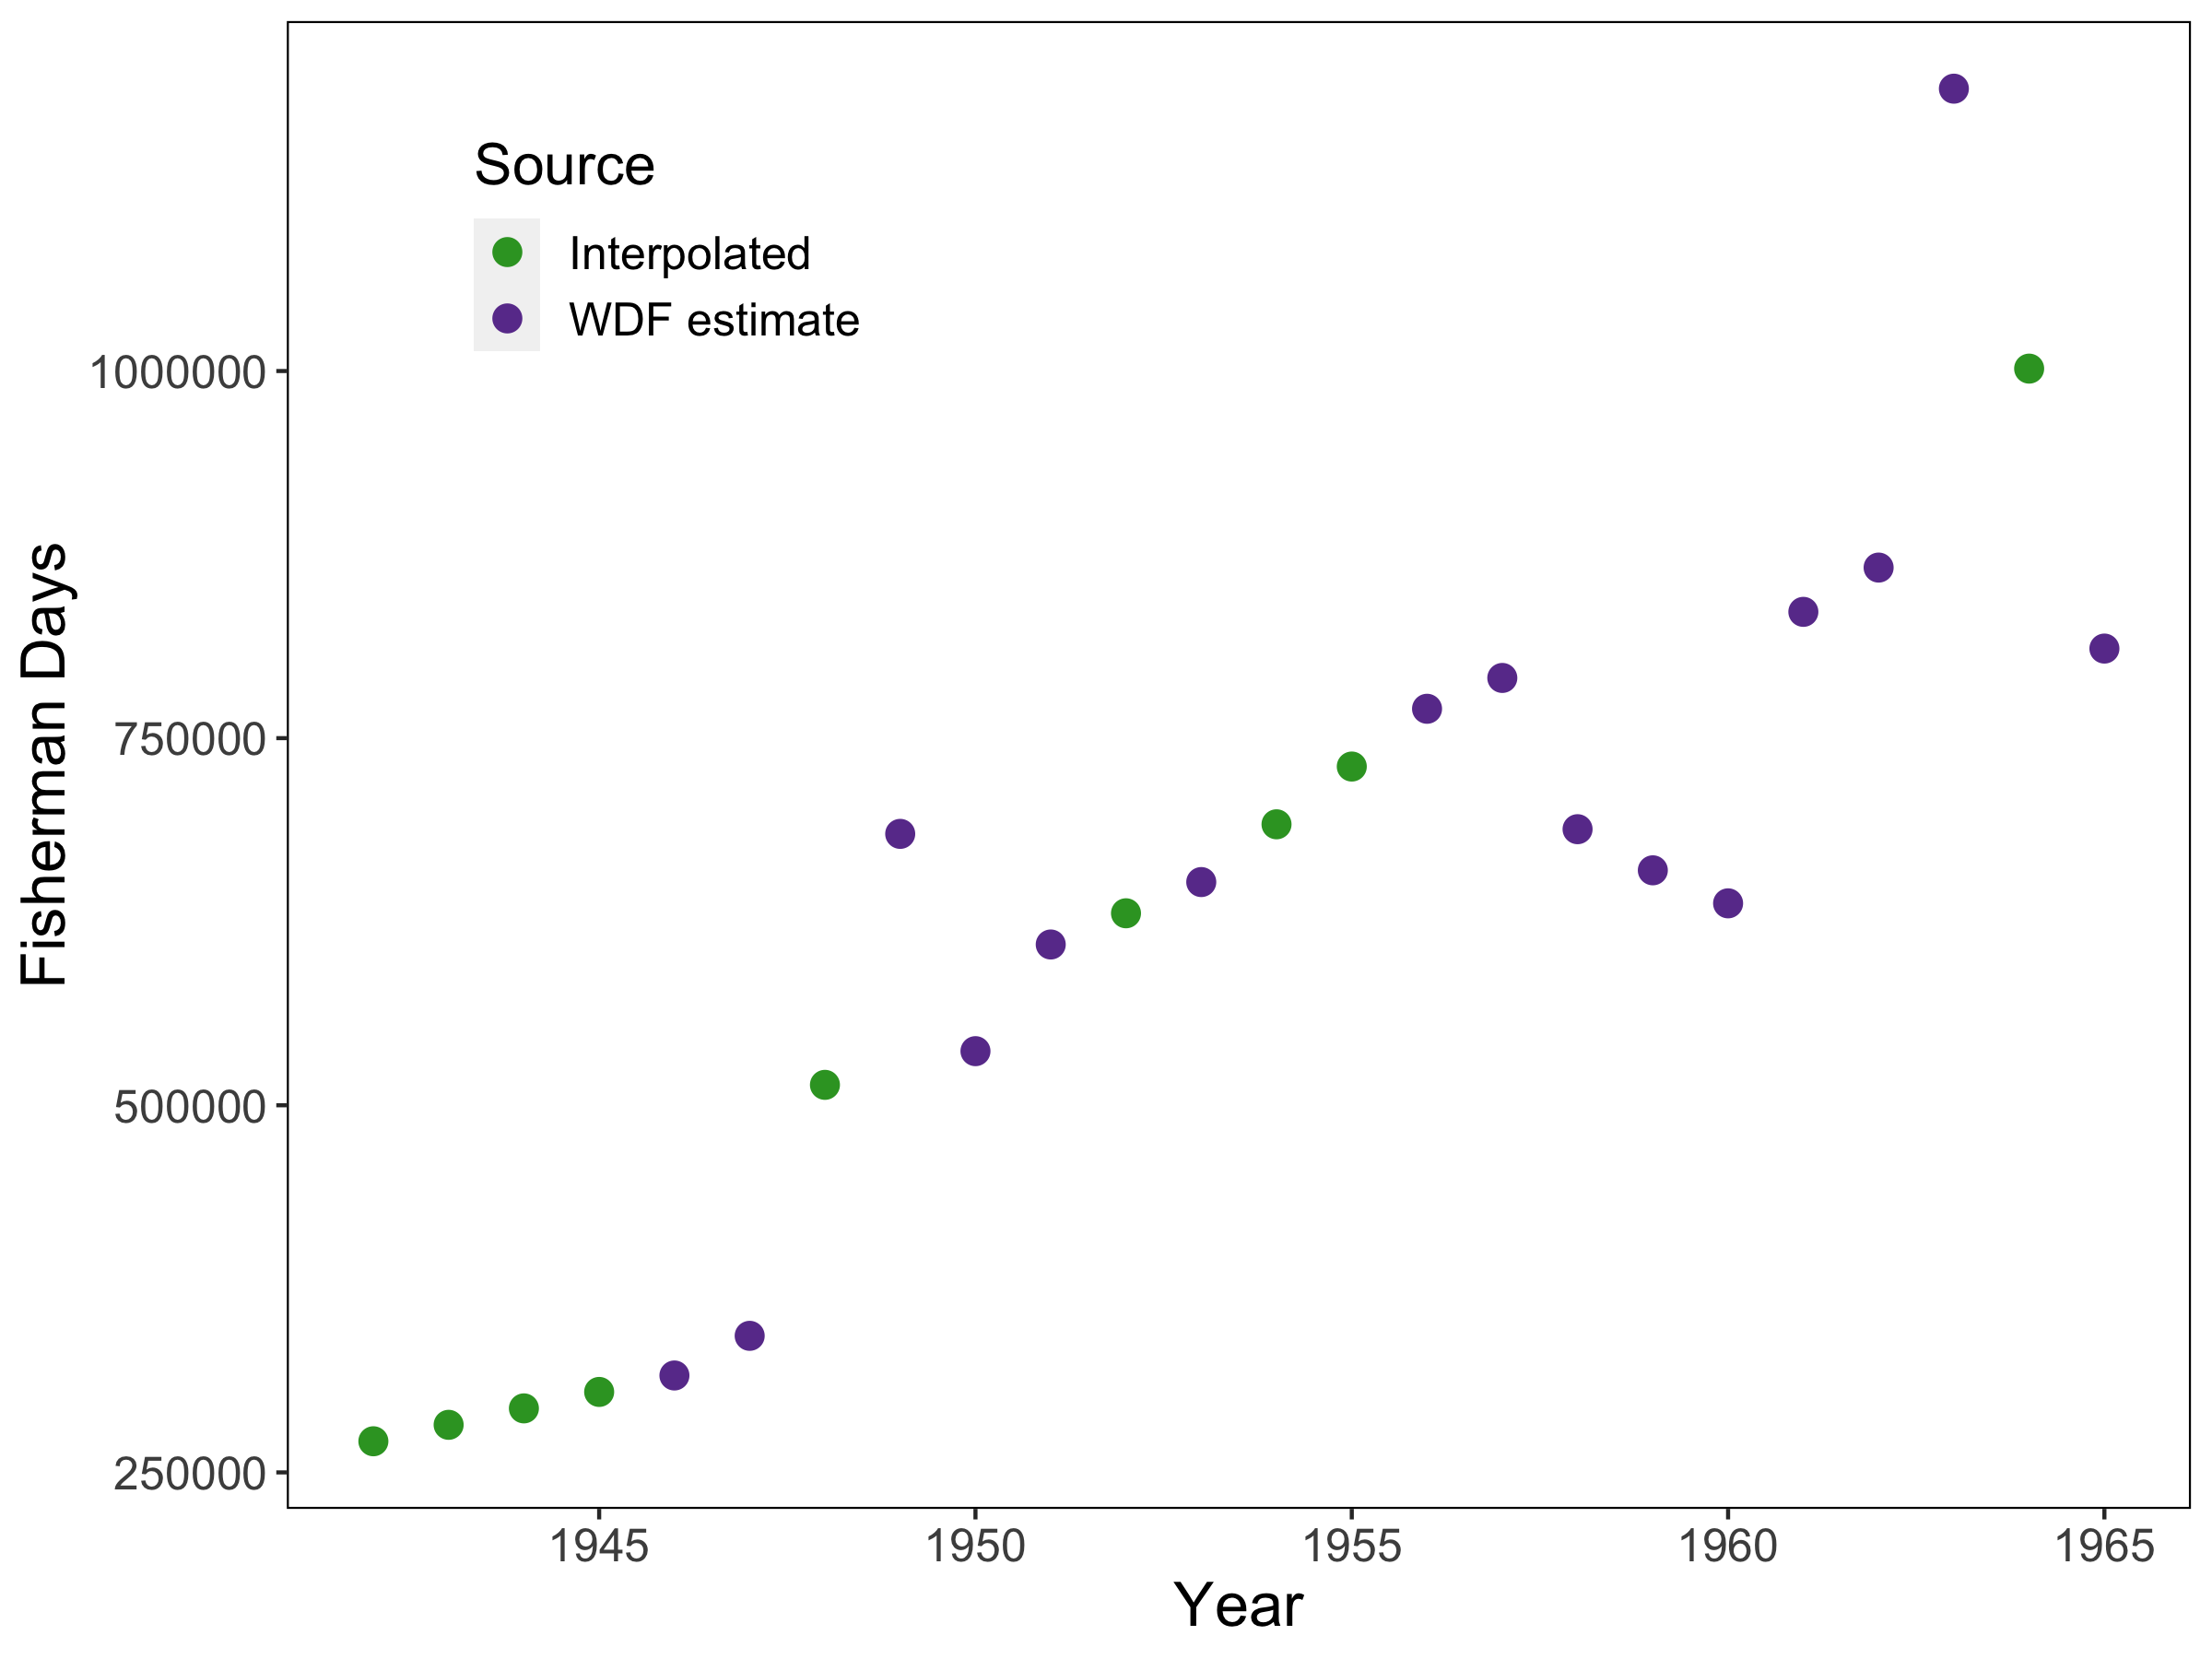 Source
Interpolated
WDF estimate
Fisherman Days
1000000
750000
500000
250000
1945 1950 1955 1960 1965
Year